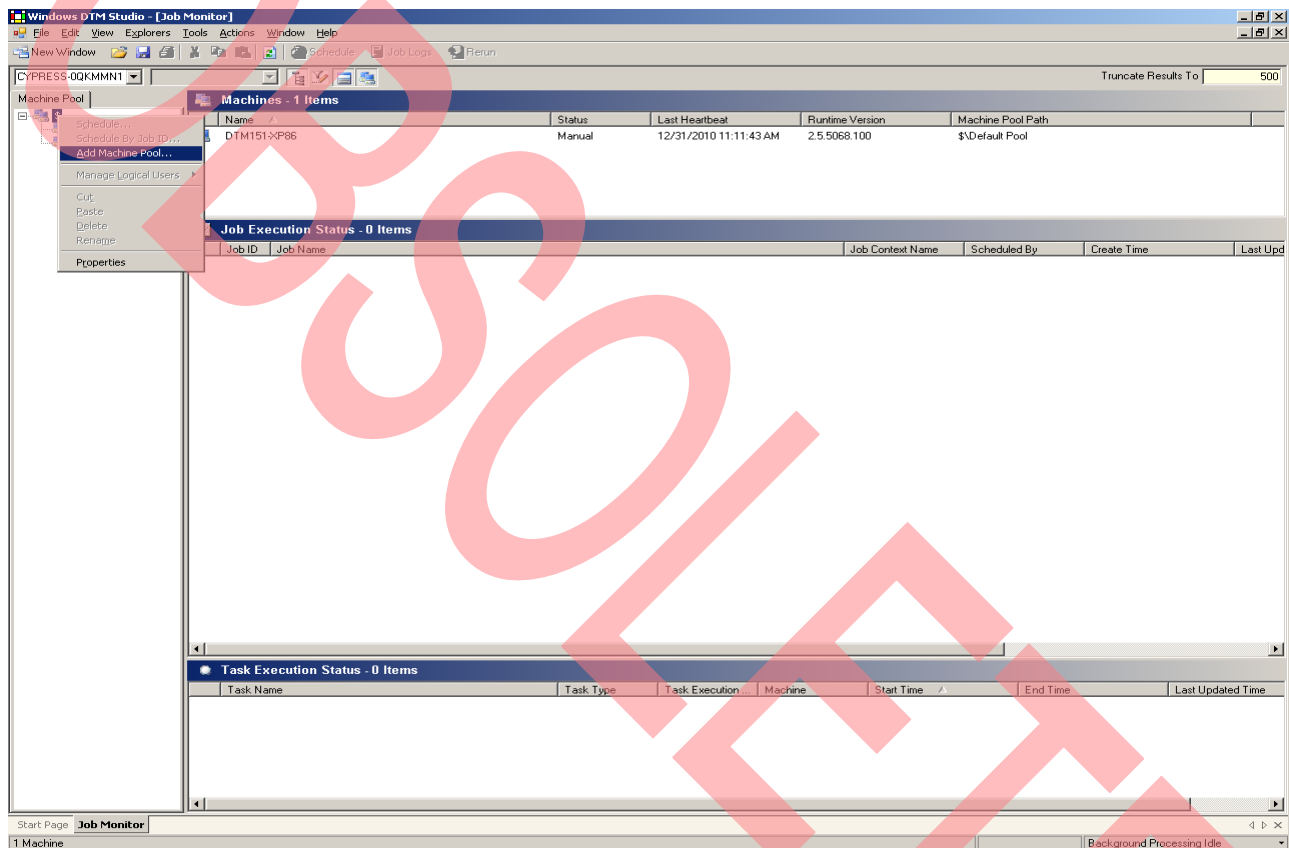 Windows DTM Studio - [Job Monitor]
File Edit View Explorers Tools Actions Window Help
New Window Schedule Job Logs Rerun
CYPRESS-0QKMMN1 Truncate Results To 500
Machine Pool
Machines - 1 Items
Name Status Last Heartbeat Runtime Version Machine Pool Path
DTM151-XP86 Manual 12/31/2010 11:11:43 AM 2.5.5068.100 $\Default Pool
$
Schedule...
Schedule By Job ID...
Add Machine Pool...
Manage Logical Users
Cut
Paste
Delete
Rename
Properties
Job Execution Status - 0 Items
Job ID Job Name Job Context Name Scheduled By Create Time Last Upd
Task Execution Status - 0 Items
Task Name Task Type Task Execution ... Machine Start Time End Time Last Updated Time
Start Page Job Monitor
1 Machine Background Processing Idle
OBSOLET